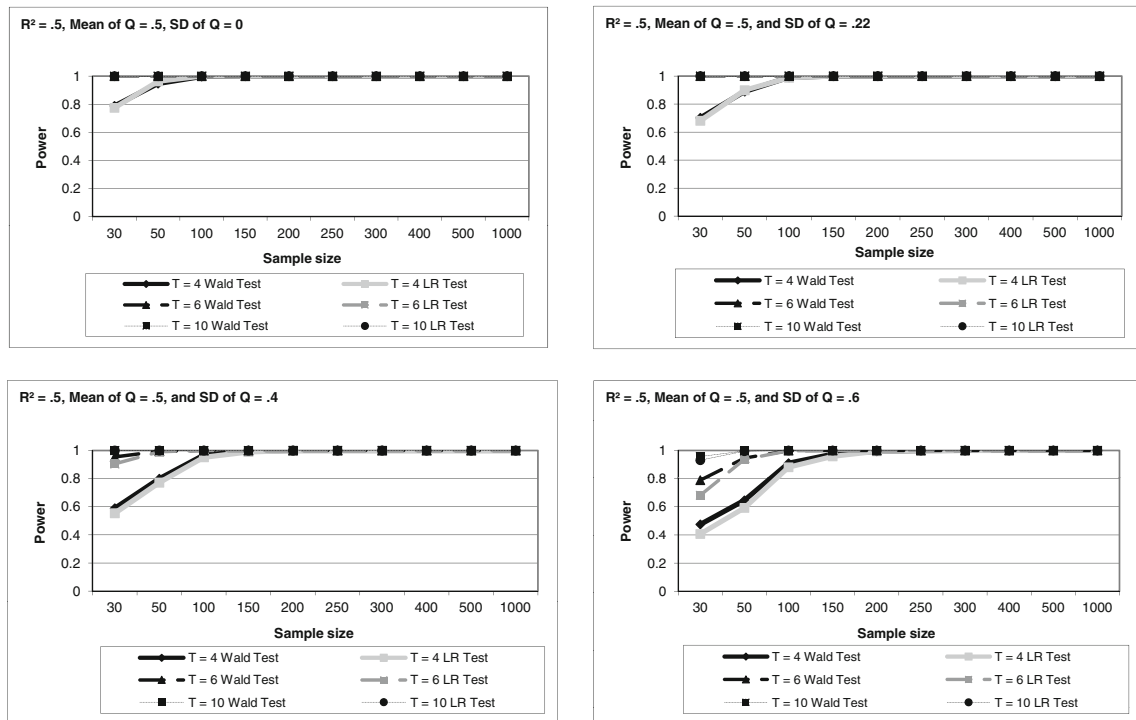 R² = .5, Mean of Q = .5, SD of Q = 0
1
0.8
0.6
0.4
0.2
0
Power
30 50 100 150 200 250 300 400 500 1000
Sample size
T = 4 Wald Test T = 4 LR Test
T = 6 Wald Test T = 6 LR Test
T = 10 Wald Test T = 10 LR Test
R² = .5, Mean of Q = .5, and SD of Q = .22
1
0.8
0.6
0.4
0.2
0
Power
30 50 100 150 200 250 300 400 500 1000
Sample size
T = 4 Wald Test T = 4 LR Test
T = 6 Wald Test T = 6 LR Test
T = 10 Wald Test T = 10 LR Test
R² = .5, Mean of Q = .5, and SD of Q = .4
1
0.8
0.6
0.4
0.2
0
Power
30 50 100 150 200 250 300 400 500 1000
Sample size
T = 4 Wald Test T = 4 LR Test
T = 6 Wald Test T = 6 LR Test
T = 10 Wald Test T = 10 LR Test
R² = .5, Mean of Q = .5, and SD of Q = .6
1
0.8
0.6
0.4
0.2
0
Power
30 50 100 150 200 250 300 400 500 1000
Sample size
T = 4 Wald Test T = 4 LR Test
T = 6 Wald Test T = 6 LR Test
T = 10 Wald Test T = 10 LR Test